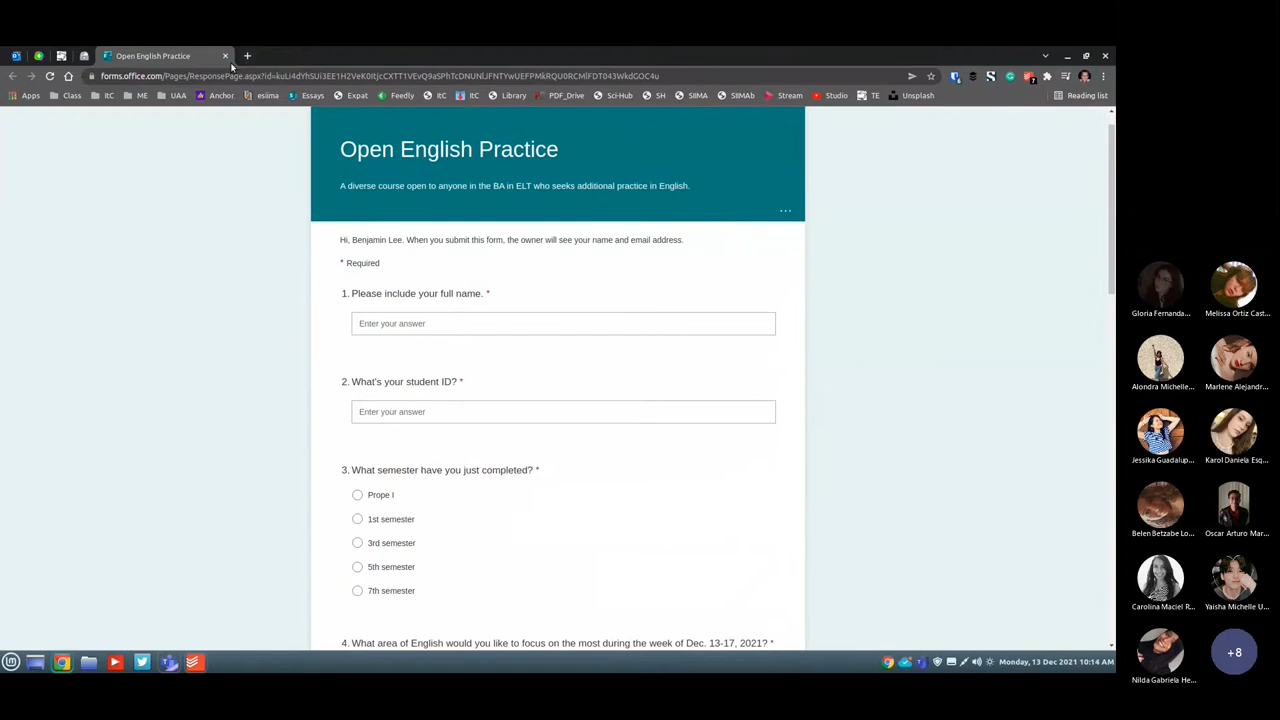 Open English Practice
forms.office.com/Pages/ResponsePage.aspx?id=kuLi4dYhSUi3EE1H2VeK0ItjcCXTT1VEvQ9aSPhTcDNUNlJFNTYwUEFPMkRQU0RCMlFDT043WkdGOC4u
Apps Class ItC ME UAA Anchor esiima Essays Expat Feedly ItC ItC Library PDF_Drive Sci-Hub SH SIIMA SIIMAb Stream Studio TE Unsplash Reading list
Open English Practice
A diverse course open to anyone in the BA in ELT who seeks additional practice in English.
...
Hi, Benjamin Lee. When you submit this form, the owner will see your name and email address.
* Required
1. Please include your full name. *
Enter your answer
2. What's your student ID? *
Enter your answer
3. What semester have you just completed? *
Prope I
1st semester
3rd semester
5th semester
7th semester
4. What area of English would you like to focus on the most during the week of Dec. 13-17, 2021? *
Monday, 13 Dec 2021 10:14 AM
Gloria Fernanda... Melissa Ortiz Cast...
Alondra Michelle... Marlene Alejandr...
Jessika Guadalup... Karol Daniela Esq...
Belen Betzabe Lo... Oscar Arturo Mar...
Carolina Maciel R... Yaisha Michelle U...
Nilda Gabriela He... +8